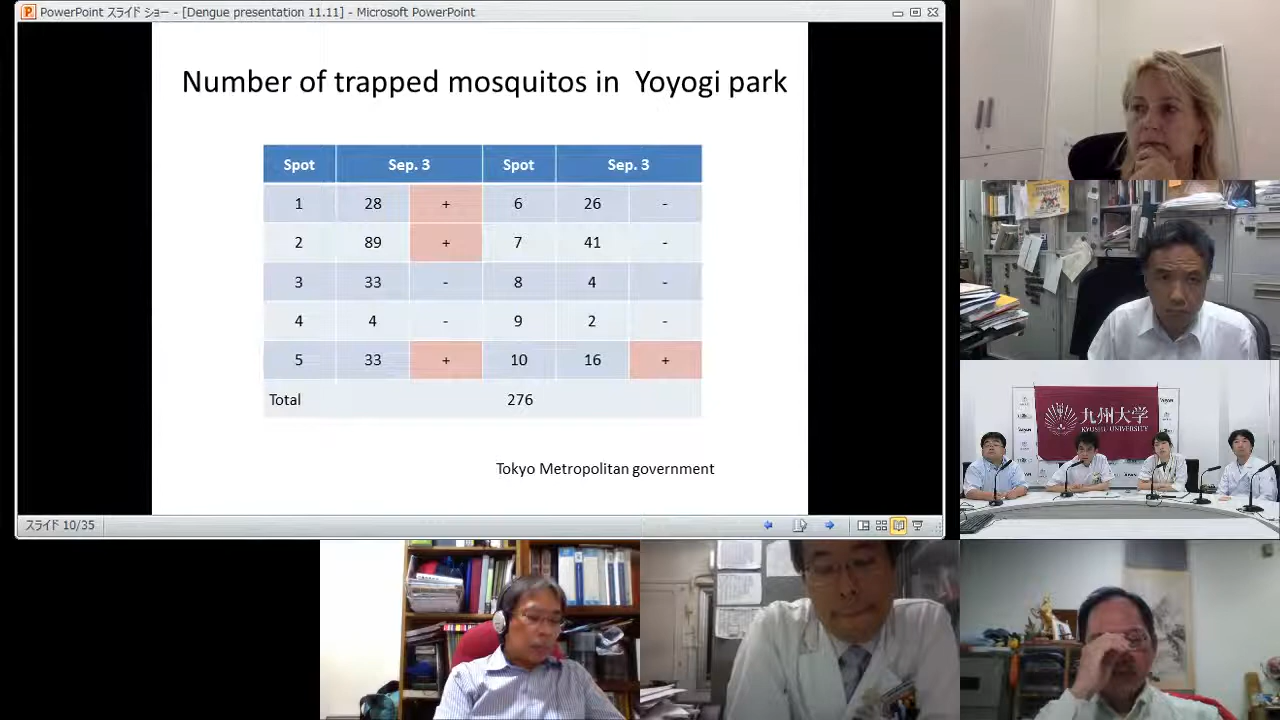 PowerPoint スライド ショー - [Dengue presentation 11.11] - Microsoft PowerPoint
Number of trapped mosquitos in Yoyogi park
Spot Sep. 3 Spot Sep. 3
1 28 + 6 26 -
2 89 + 7 41 -
3 33 - 8 4 -
4 4 - 9 2 -
5 33 + 10 16 +
Total 276
Tokyo Metropolitan government
スライド 10/35
九州大学
KYUSHU UNIVERSITY